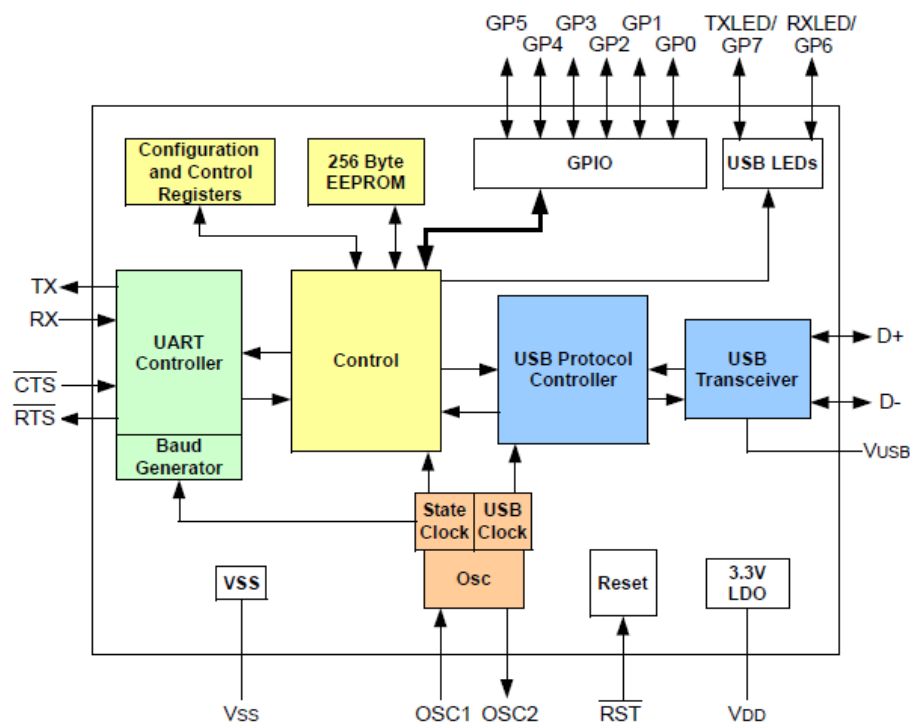 GP5 GP3 GP1 TXLED/ RXLED/
GP4 GP2 GP0 GP7 GP6
Configuration
and Control
Registers
256 Byte
EEPROM
GPIO
USB LEDs
TX
RX
CTS
RTS
UART
Controller
Baud
Generator
Control
USB Protocol
Controller
USB
Transceiver
D+
D-
VUSB
State
Clock
USB
Clock
Osc
VSS
Reset
3.3V
LDO
VSS
OSC1
OSC2
RST
VDD